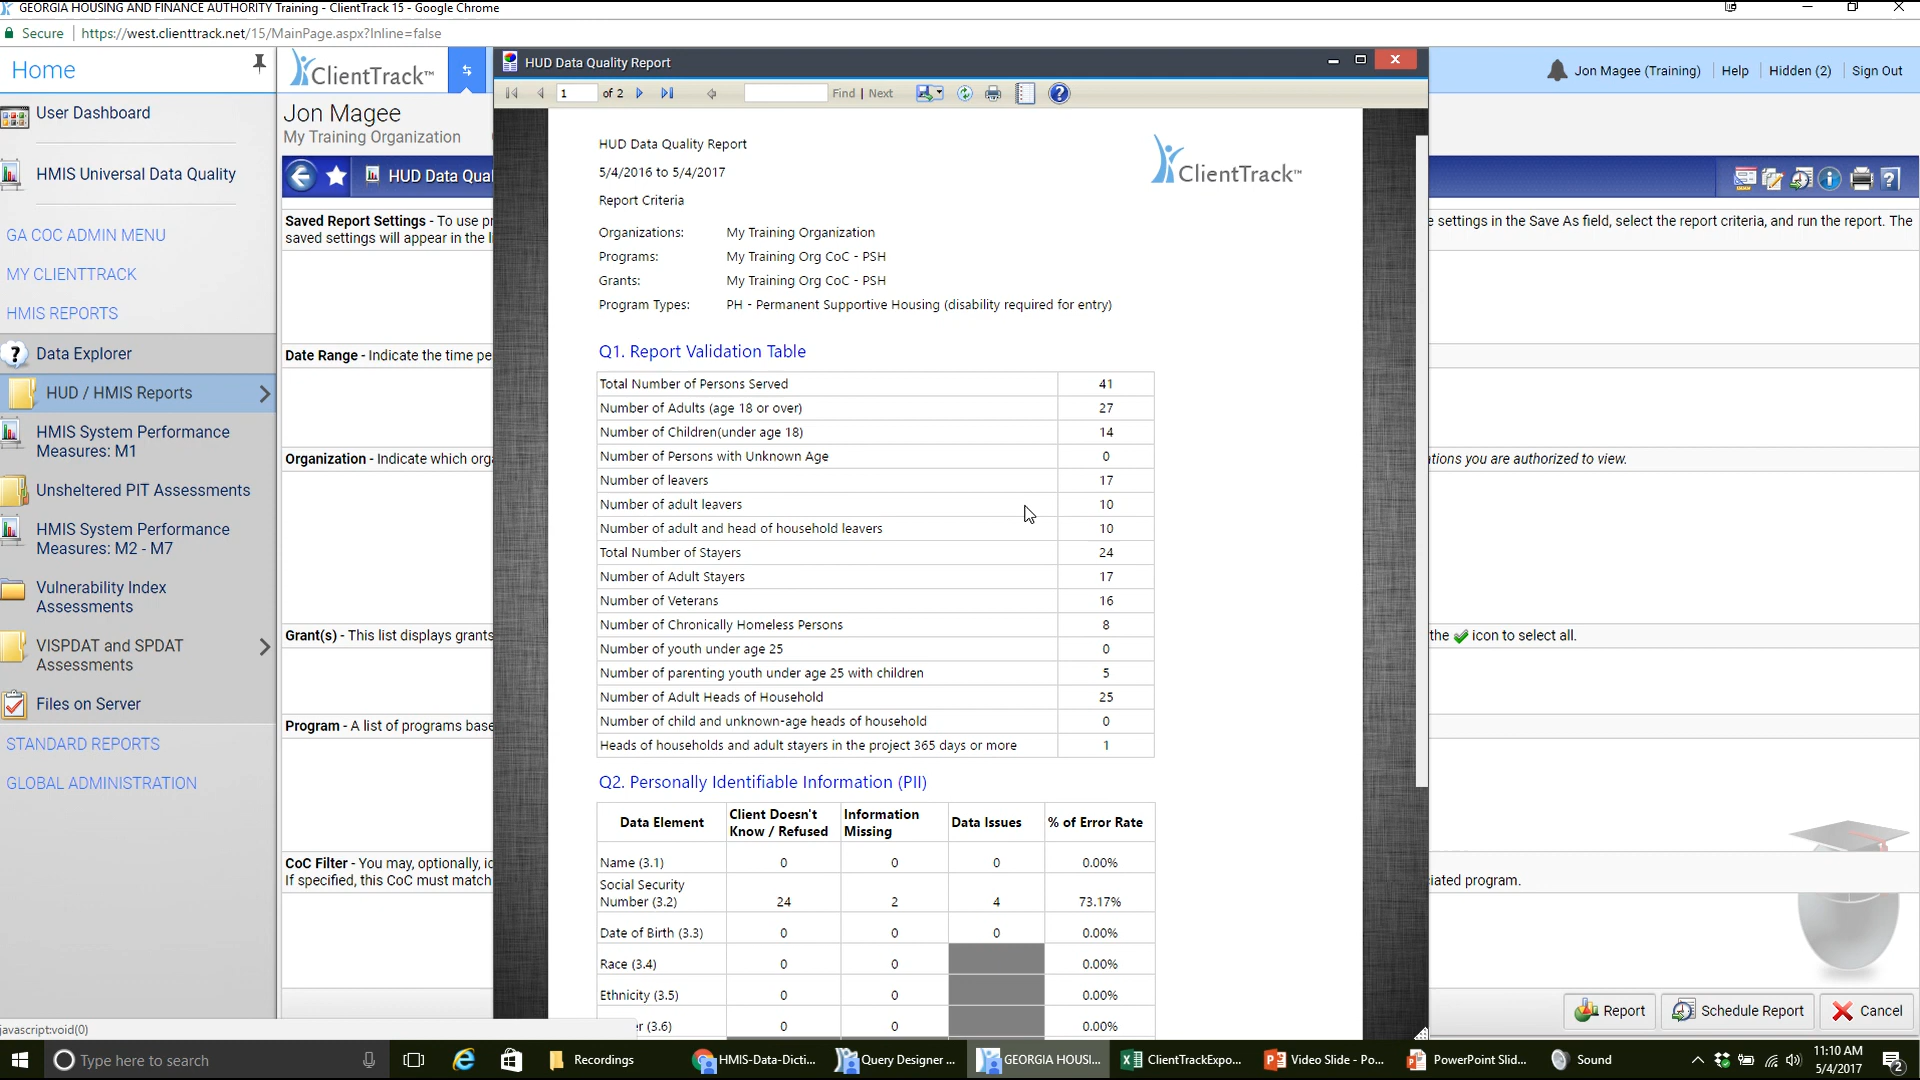 GEORGIA HOUSING AND FINANCE AUTHORITY Training - ClientTrack 15 - Google Chrome
Secure | https://west.clienttrack.net/15/MainPage.aspx?Inline=false
Home
ClientTrack™
Jon Magee (Training) | Help | Hidden (2) | Sign Out
User Dashboard
HMIS Universal Data Quality
GA COC ADMIN MENU
MY CLIENTTRACK
HMIS REPORTS
Data Explorer
HUD / HMIS Reports
HMIS System Performance
Measures: M1
Unsheltered PIT Assessments
HMIS System Performance
Measures: M2 - M7
Vulnerability Index
Assessments
VISPDAT and SPDAT
Assessments
Files on Server
STANDARD REPORTS
GLOBAL ADMINISTRATION
javascript:void(0)
Jon Magee
My Training Organization
HUD Data Qual
Saved Report Settings - To use pr
saved settings will appear in the l
e settings in the Save As field, select the report criteria, and run the report. The
Date Range - Indicate the time pe
Organization - Indicate which orga
tions you are authorized to view.
Grant(s) - This list displays grants
the icon to select all.
Program - A list of programs base
CoC Filter - You may, optionally, ic
If specified, this CoC must match
iated program.
Report
Schedule Report
Cancel
HUD Data Quality Report
1 of 2
Find | Next
HUD Data Quality Report
5/4/2016 to 5/4/2017
Report Criteria
ClientTrack™
Organizations: My Training Organization
Programs: My Training Org CoC - PSH
Grants: My Training Org CoC - PSH
Program Types: PH - Permanent Supportive Housing (disability required for entry)
Q1. Report Validation Table
Total Number of Persons Served 41
Number of Adults (age 18 or over) 27
Number of Children(under age 18) 14
Number of Persons with Unknown Age 0
Number of leavers 17
Number of adult leavers 10
Number of adult and head of household leavers 10
Total Number of Stayers 24
Number of Adult Stayers 17
Number of Veterans 16
Number of Chronically Homeless Persons 8
Number of youth under age 25 0
Number of parenting youth under age 25 with children 5
Number of Adult Heads of Household 25
Number of child and unknown-age heads of household 0
Heads of households and adult stayers in the project 365 days or more 1
Q2. Personally Identifiable Information (PII)
Data Element Client Doesn't Know / Refused Information Missing Data Issues % of Error Rate
Name (3.1) 0 0 0 0.00%
Social Security
Number (3.2) 24 2 4 73.17%
Date of Birth (3.3) 0 0 0 0.00%
Race (3.4) 0 0 0.00%
Ethnicity (3.5) 0 0 0.00%
er (3.6) 0 0 0.00%
Type here to search
Recordings
HMIS-Data-Dicti...
Query Designer ...
GEORGIA HOUSI...
ClientTrackExpo...
Video Slide - Po...
PowerPoint Slid...
Sound
11:10 AM
5/4/2017
2